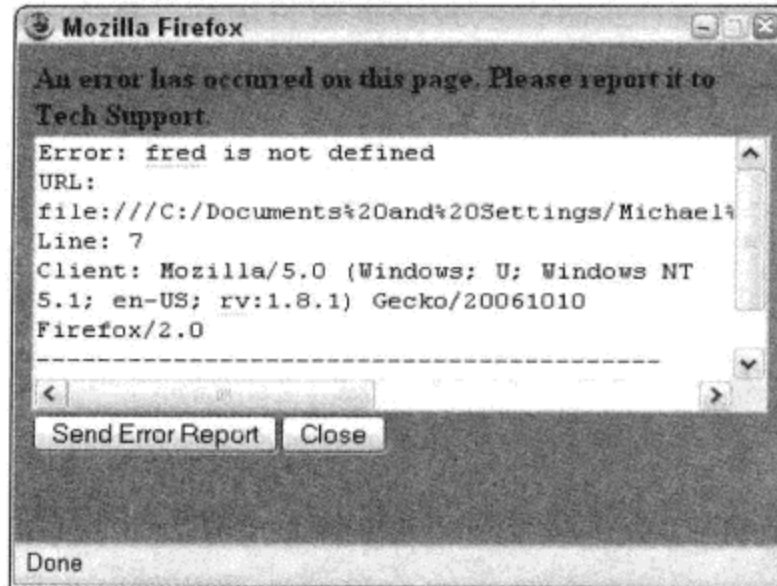 Mozilla Firefox
An error has occurred on this page. Please report it to
Tech Support.
Error: fred is not defined
URL:
file:///C:/Documents%20and%20Settings/Michael%
Line: 7
Client: Mozilla/5.0 (Windows; U; Windows NT
5.1; en-US; rv:1.8.1) Gecko/20061010
Firefox/2.0
-----------------------------------------
Send Error Report Close
Done